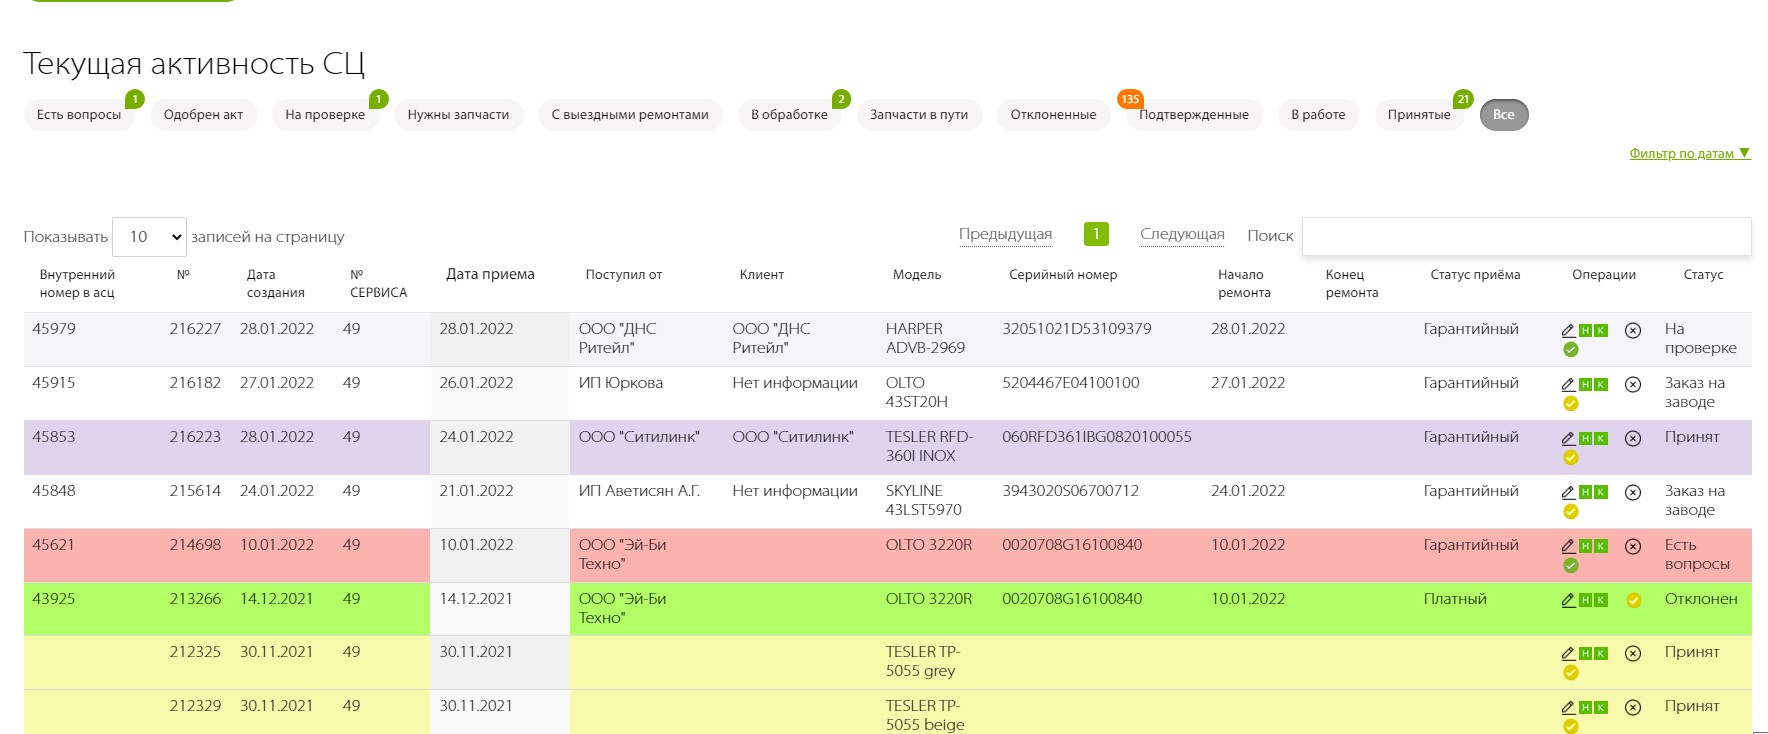 Текущая активность СЦ
Есть вопросы 1 Одобрен акт На проверке 1 Нужны запчасти С выездными ремонтами В обработке 2 Запчасти в пути Отклоненные 135 Подтвержденные В работе Принятые 21 Все
Фильтр по датам ▼
Показывать 10 записей на страницу Предыдущая 1 Следующая Поиск
Внутренний № Дата № Дата приема Поступил от Клиент Модель Серийный номер Начало Конец Статус приёма Операции Статус
номер в асц создания СЕРВИСА ремонта ремонта
45979 216227 28.01.2022 49 28.01.2022 ООО "ДНС ООО "ДНС HARPER 32051021D53109379 28.01.2022 Гарантийный Н К На
Ритейл" Ритейл" ADVB-2969 проверке
45915 216182 27.01.2022 49 26.01.2022 ИП Юркова Нет информации OLTO 5204467E04100100 27.01.2022 Гарантийный Н К Заказ на
43ST20H заводе
45853 216223 28.01.2022 49 24.01.2022 ООО "Ситилинк" ООО "Ситилинк" TESLER RFD- 060RFD361IBG0820100055 Гарантийный Н К Принят
360I INOX
45848 215614 24.01.2022 49 21.01.2022 ИП Аветисян А.Г. Нет информации SKYLINE 3943020S06700712 24.01.2022 Гарантийный Н К Заказ на
43LST5970 заводе
45621 214698 10.01.2022 49 10.01.2022 ООО "Эй-Би OLTO 3220R 0020708G16100840 10.01.2022 Гарантийный Н К Есть
Техно" вопросы
43925 213266 14.12.2021 49 14.12.2021 ООО "Эй-Би OLTO 3220R 0020708G16100840 10.01.2022 Платный Н К Отклонен
Техно"
212325 30.11.2021 49 30.11.2021 TESLER TP- Н К Принят
5055 grey
212329 30.11.2021 49 30.11.2021 TESLER TP- Н К Принят
5055 beige